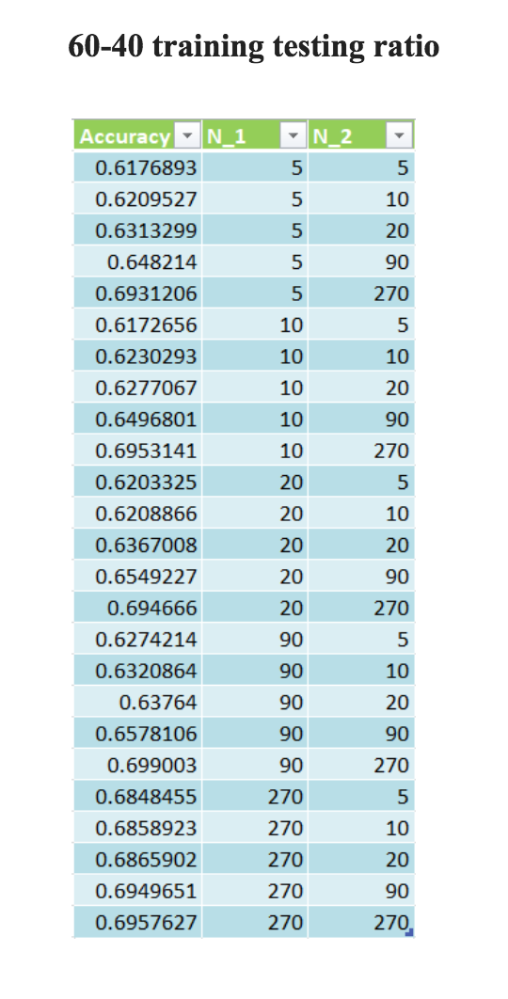 60-40 training testing ratio
Accuracy N_1 N_2
0.6176893 5 5
0.6209527 5 10
0.6313299 5 20
0.648214 5 90
0.6931206 5 270
0.6172656 10 5
0.6230293 10 10
0.6277067 10 20
0.6496801 10 90
0.6953141 10 270
0.6203325 20 5
0.6208866 20 10
0.6367008 20 20
0.6549227 20 90
0.694666 20 270
0.6274214 90 5
0.6320864 90 10
0.63764 90 20
0.6578106 90 90
0.699003 90 270
0.6848455 270 5
0.6858923 270 10
0.6865902 270 20
0.6949651 270 90
0.6957627 270 270